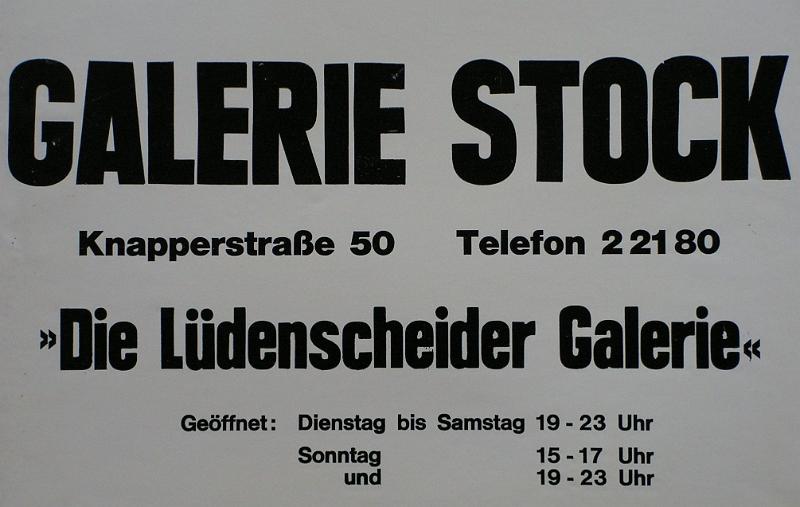 GALERIE STOCK
Knapperstraße 50 Telefon 2 21 80
»Die Lüdenscheider Galerie«
Geöffnet: Dienstag bis Samstag 19 - 23 Uhr
Sonntag 15 - 17 Uhr
und 19 - 23 Uhr